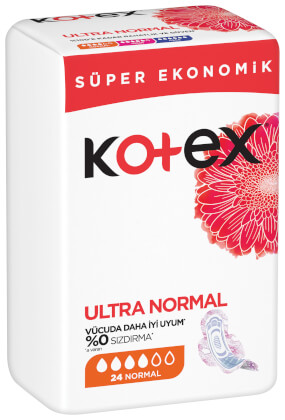 SÜPER EKONOMİK
KOTEX
ULTRA NORMAL
VÜCUDA DAHA İYİ UYUM*
%0 SIZDIRMA*
24 NORMAL